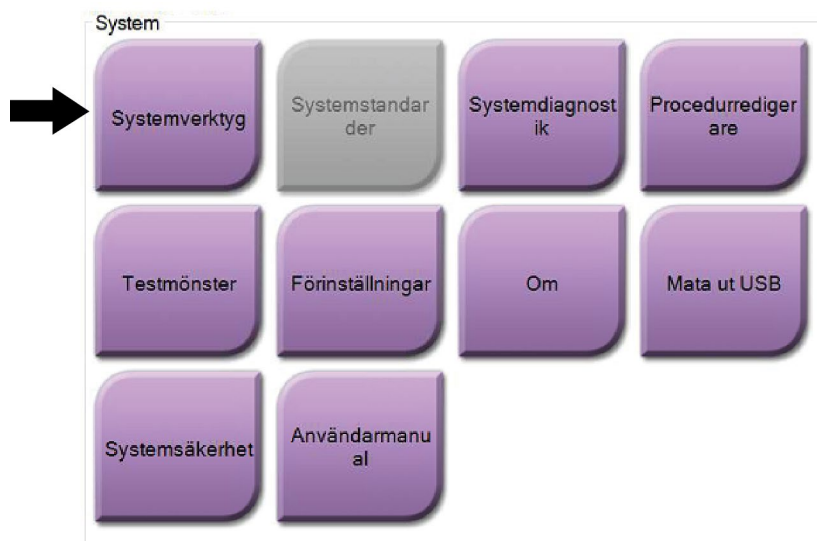 System
Systemverktyg
Systemstandar
der
Systemdiagnost
ik
Procedurrediger
are
Testmönster
Förinställningar
Om
Mata ut USB
Systemsäkerhet
Användarmanu
al